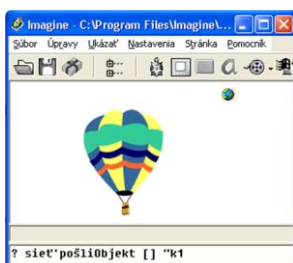 Imagine - C:\Program Files\Imagine\...
Súbor Úpravy Ukázať Nastavenia Stránka Pomocník
? sieť'pošliObjekt [] "k1